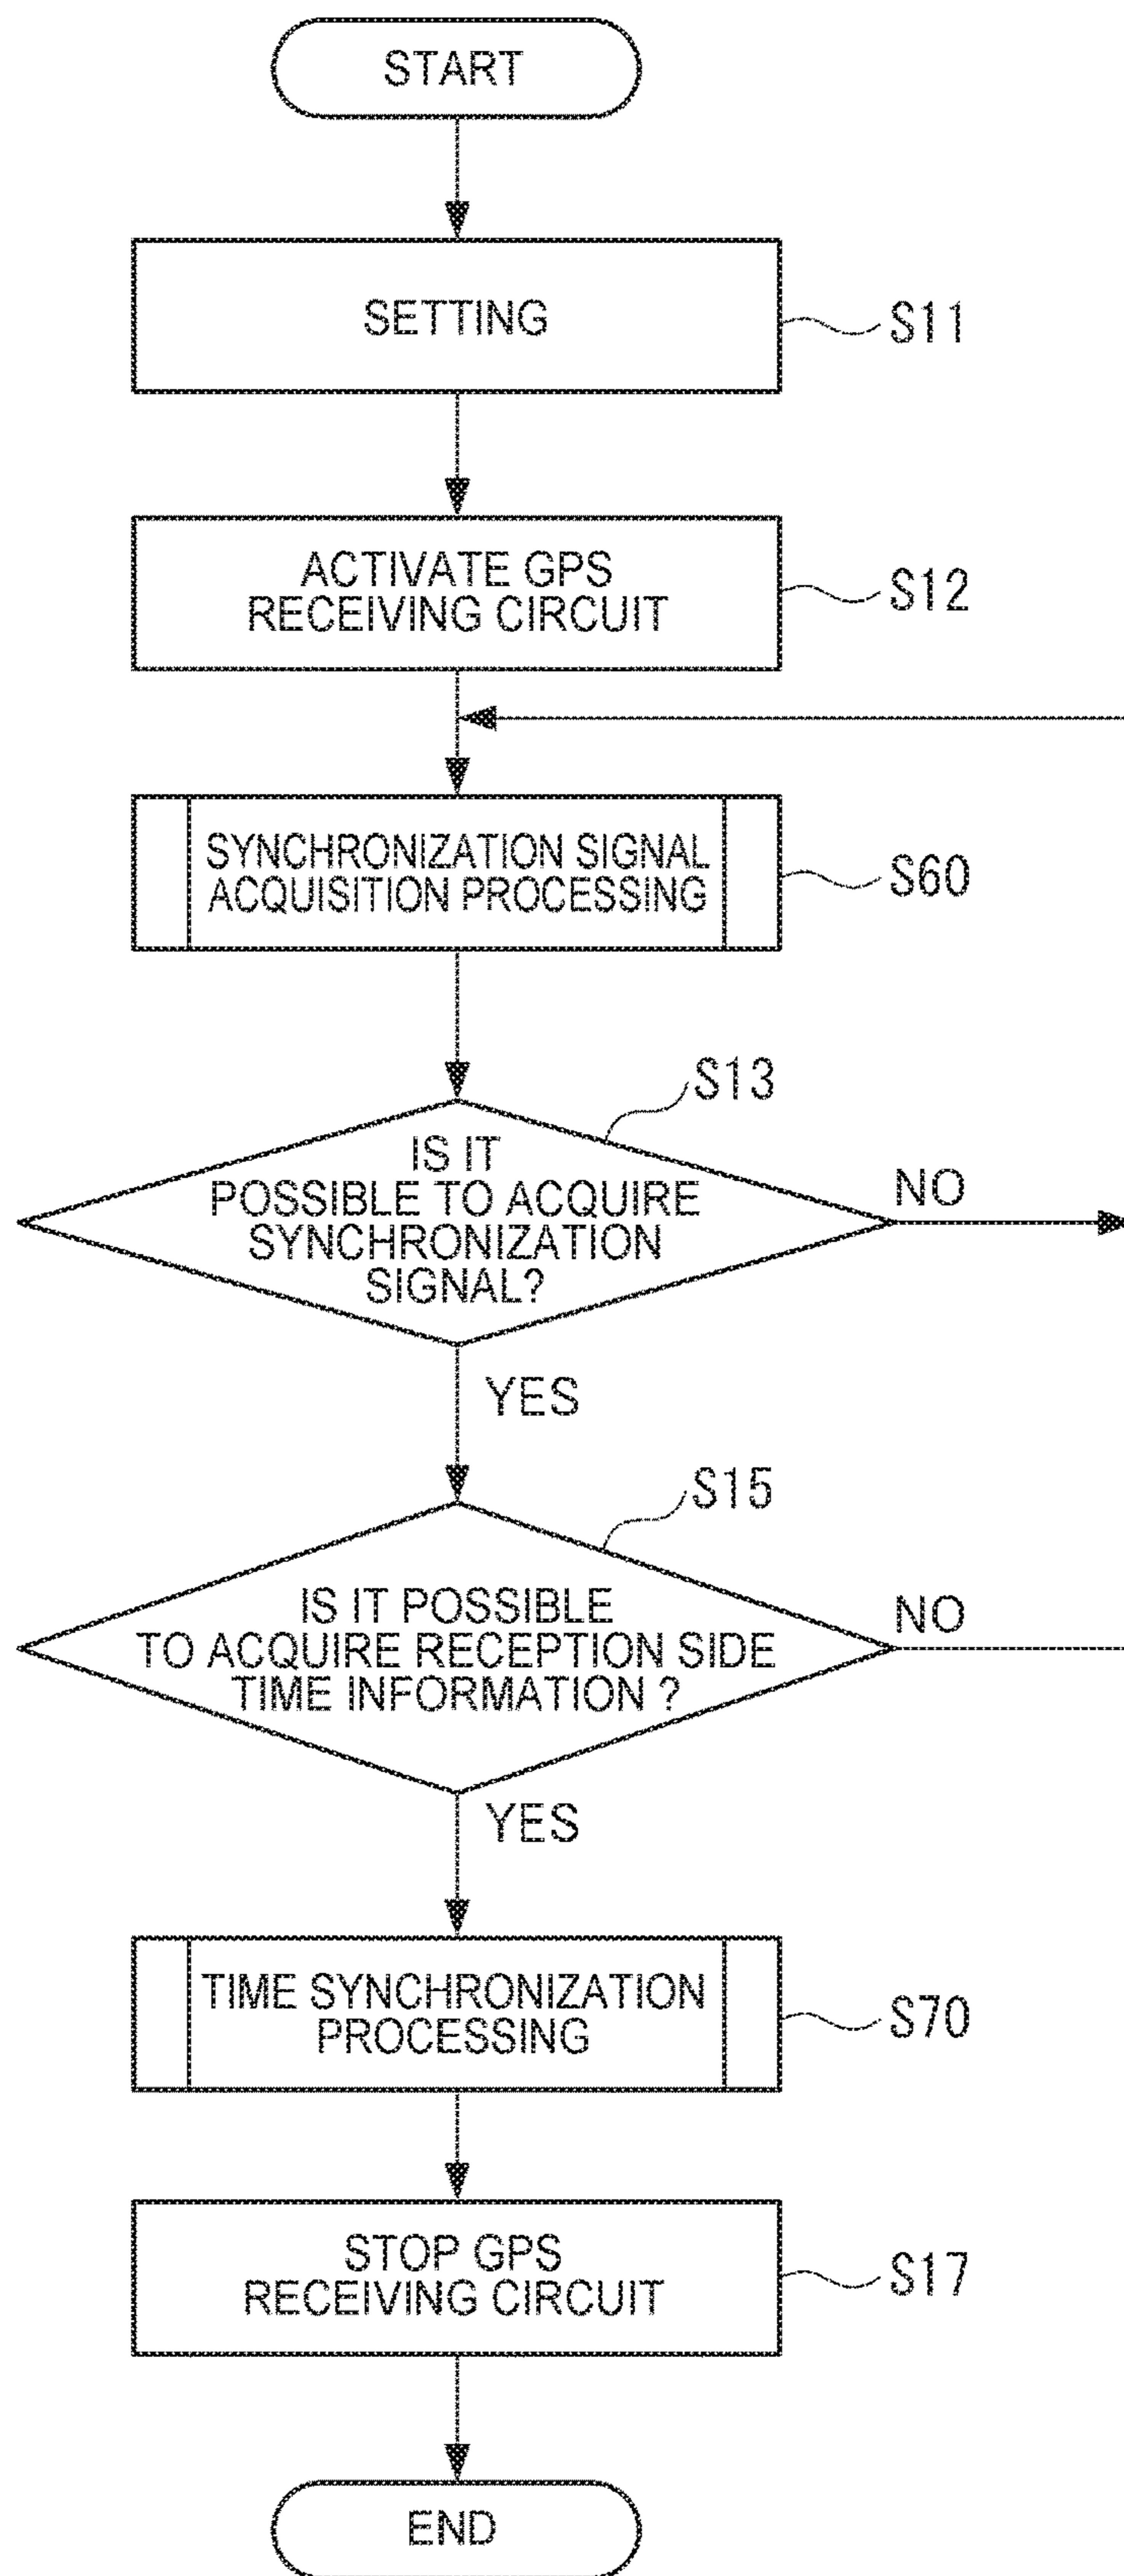 START
SETTING
S11
ACTIVATE GPS
RECEIVING CIRCUIT
S12
SYNCHRONIZATION SIGNAL
ACQUISITION PROCESSING
S60
S13
IS IT
POSSIBLE TO ACQUIRE
SYNCHRONIZATION
SIGNAL?
NO
YES
S15
IS IT POSSIBLE
TO ACQUIRE RECEPTION SIDE
TIME INFORMATION ?
NO
YES
TIME SYNCHRONIZATION
PROCESSING
S70
STOP GPS
RECEIVING CIRCUIT
S17
END